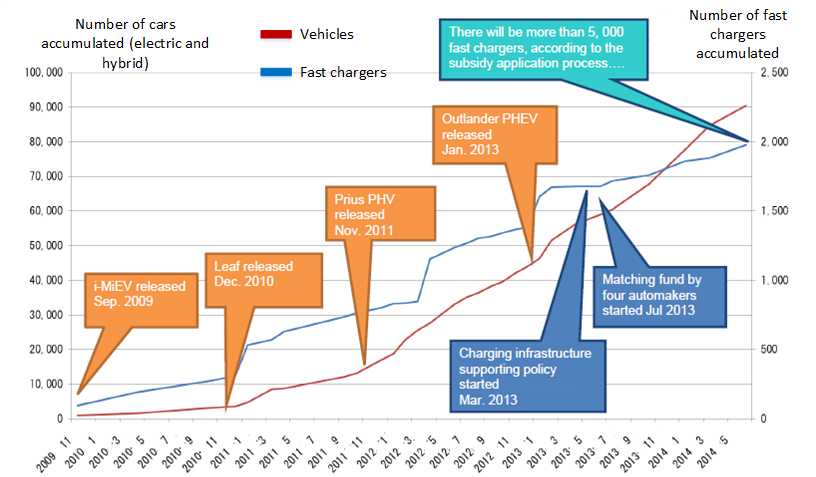 Number of cars
accumulated (electric and
hybrid)
Vehicles
Fast chargers
There will be more than 5, 000
fast chargers, according to the
subsidy application process….
Number of fast
chargers
accumulated
100, 000
90, 000
80, 000
70, 000
60, 000
50, 000
40, 000
30, 000
20, 000
10, 000
0
2.500
2.000
1.500
1.000
500
0
i-MiEV released
Sep. 2009
Leaf released
Dec. 2010
Prius PHV
released
Nov. 2011
Outlander PHEV
released
Jan. 2013
Charging infrastructure
supporting policy
started
Mar. 2013
Matching fund by
four automakers
started Jul 2013
2009· 11
2010· 1
2010· 3
2010· 5
2010· 7
2010· 9
2010· 11
2011· 1
2011· 3
2011· 5
2011· 7
2011· 9
2011· 11
2012· 1
2012· 3
2012· 5
2012· 7
2012· 9
2012· 11
2013· 1
2013· 3
2013· 5
2013· 7
2013· 9
2013· 11
2014· 1
2014· 3
2014· 5